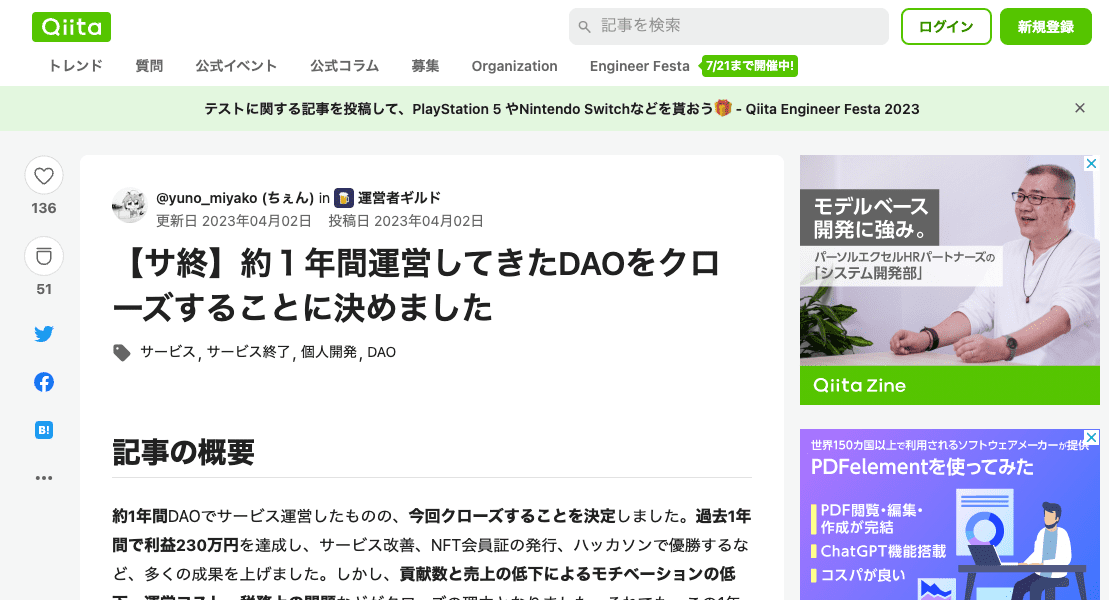 Qiita
記事を検索
ログイン
新規登録
トレンド 質問 公式イベント 公式コラム 募集 Organization Engineer Festa 7/21まで開催中!
テストに関する記事を投稿して、PlayStation 5 やNintendo Switchなどを貰おう🎁 - Qiita Engineer Festa 2023
136
51
B!
@yuno_miyako (ちぇん) in 運営者ギルド
更新日 2023年04月02日 投稿日 2023年04月02日
【サ終】約１年間運営してきたDAOをクロ
ーズすることに決めました
サービス, サービス終了, 個人開発, DAO
記事の概要
約1年間DAOでサービス運営したものの、今回クローズすることを決定しました。過去1年
間で利益230万円を達成し、サービス改善、NFT会員証の発行、ハッカソンで優勝するな
ど、多くの成果を上げました。しかし、貢献数と売上の低下によるモチベーションの低
モデルベース
開発に強み。
パーソルエクセルHRパートナーズの
「システム開発部」
Qiita Zine
世界150カ国以上で利用されるソフトウェアメーカーが提供
PDFelementを使ってみた
PDF閲覧・編集・
作成が完結
ChatGPT機能搭載
コスパが良い